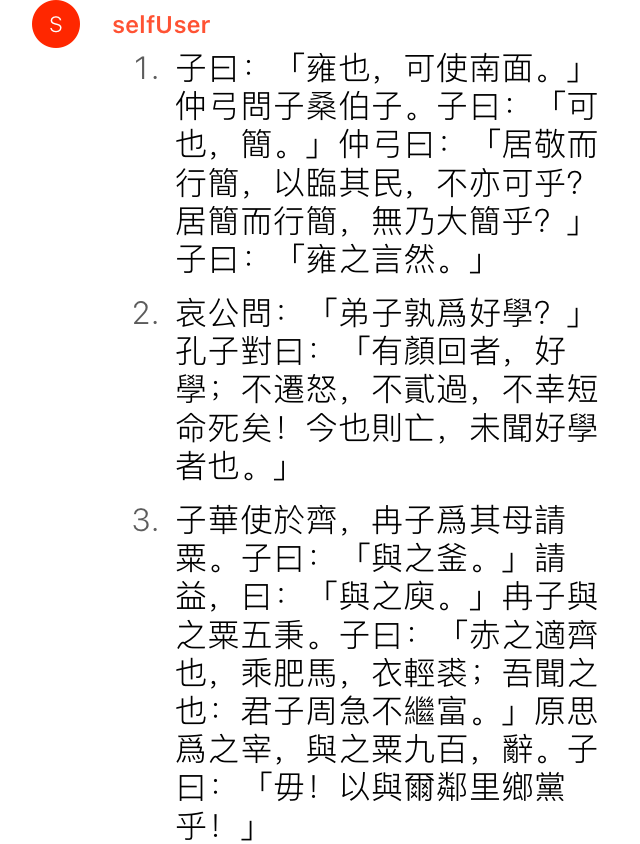 S
selfUser
1. 子曰：「雍也，可使南面。」
仲弓問子桑伯子。子曰：「可
也，簡。」仲弓曰：「居敬而
行簡，以臨其民，不亦可乎？
居簡而行簡，無乃大簡乎？」
子曰：「雍之言然。」
2. 哀公問：「弟子孰爲好學？」
孔子對曰：「有顏回者，好
學；不遷怒，不貳過，不幸短
命死矣！今也則亡，未聞好學
者也。」
3. 子華使於齊，冉子爲其母請
粟。子曰：「與之釜。」請
益，曰：「與之庾。」冉子與
之粟五秉。子曰：「赤之適齊
也，乘肥馬，衣輕裘；吾聞之
也：君子周急不繼富。」原思
爲之宰，與之粟九百，辭。子
曰：「毋！以與爾鄰里鄉黨
乎！」